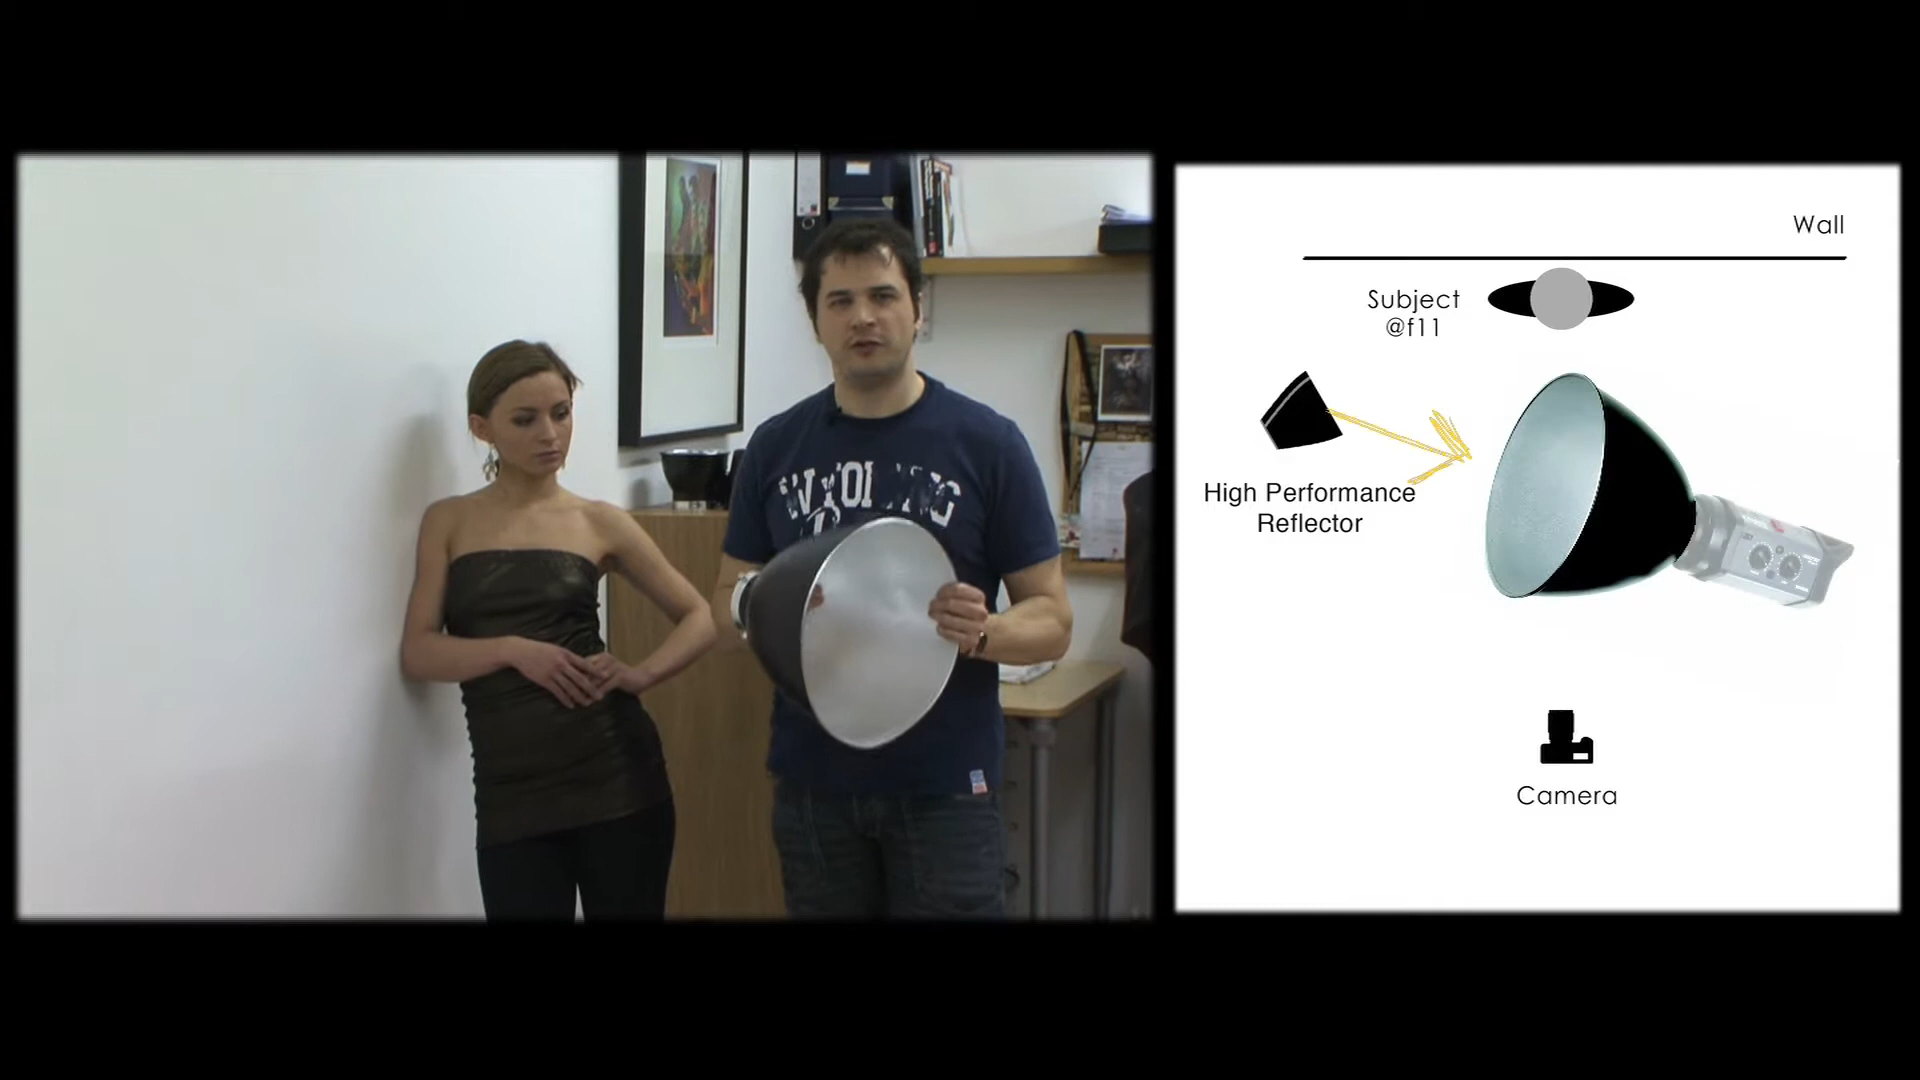 Wall
Subject
@f11
High Performance
Reflector
Camera